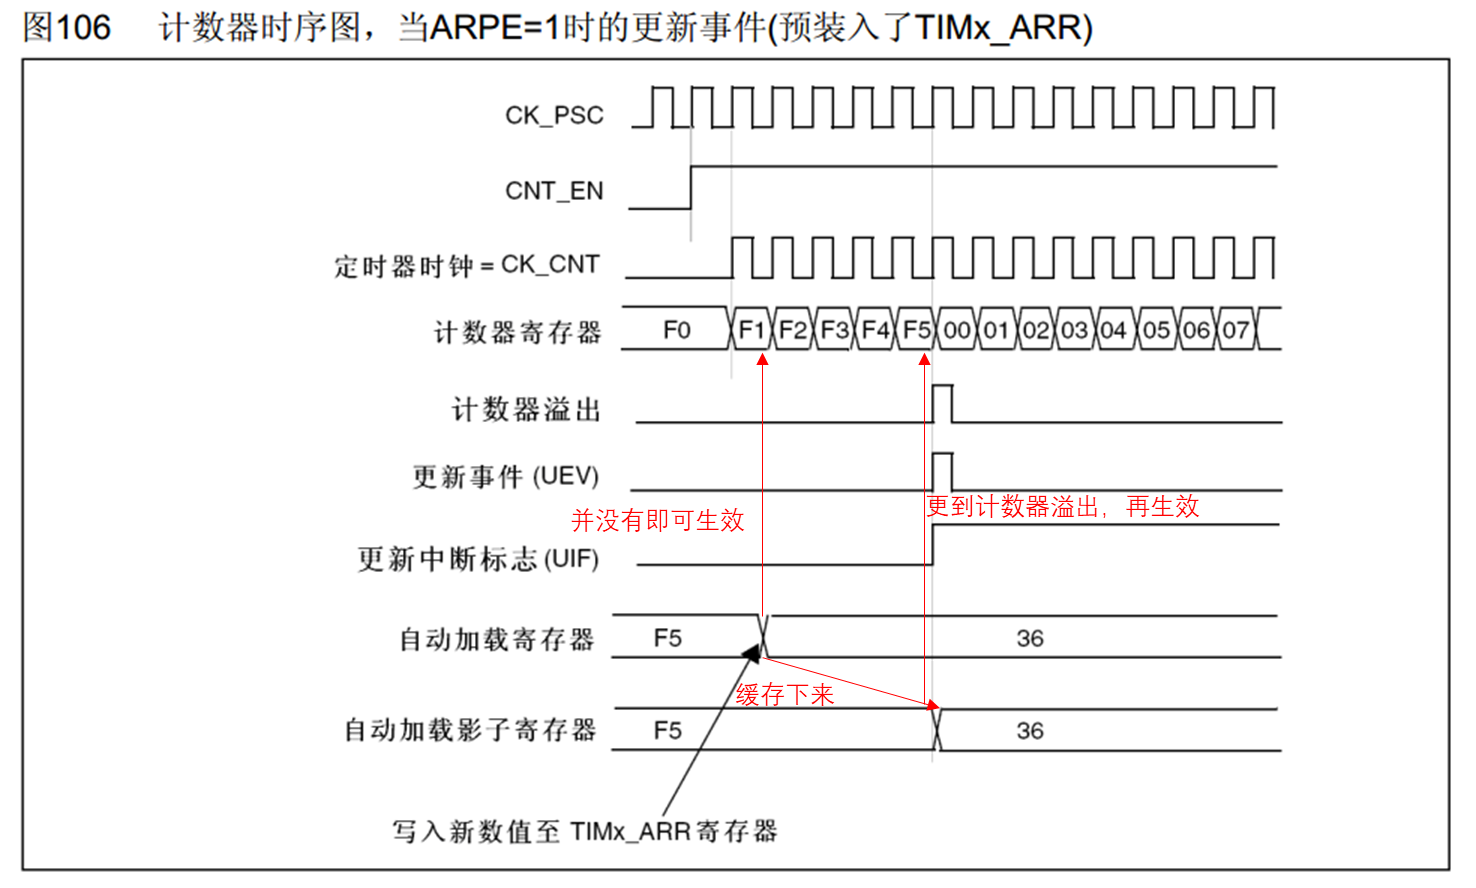 图106 计数器时序图，当ARPE=1时的更新事件(预装入了TIMx_ARR)
CK_PSC
CNT_EN
定时器时钟 = CK_CNT
计数器寄存器 F0 F1 F2 F3 F4 F5 00 01 02 03 04 05 06 07
计数器溢出
更新事件 (UEV)
并没有即可生效
更到计数器溢出，再生效
更新中断标志 (UIF)
自动加载寄存器 F5 36
缓存下来
自动加载影子寄存器 F5 36
写入新数值至 TIMx_ARR 寄存器